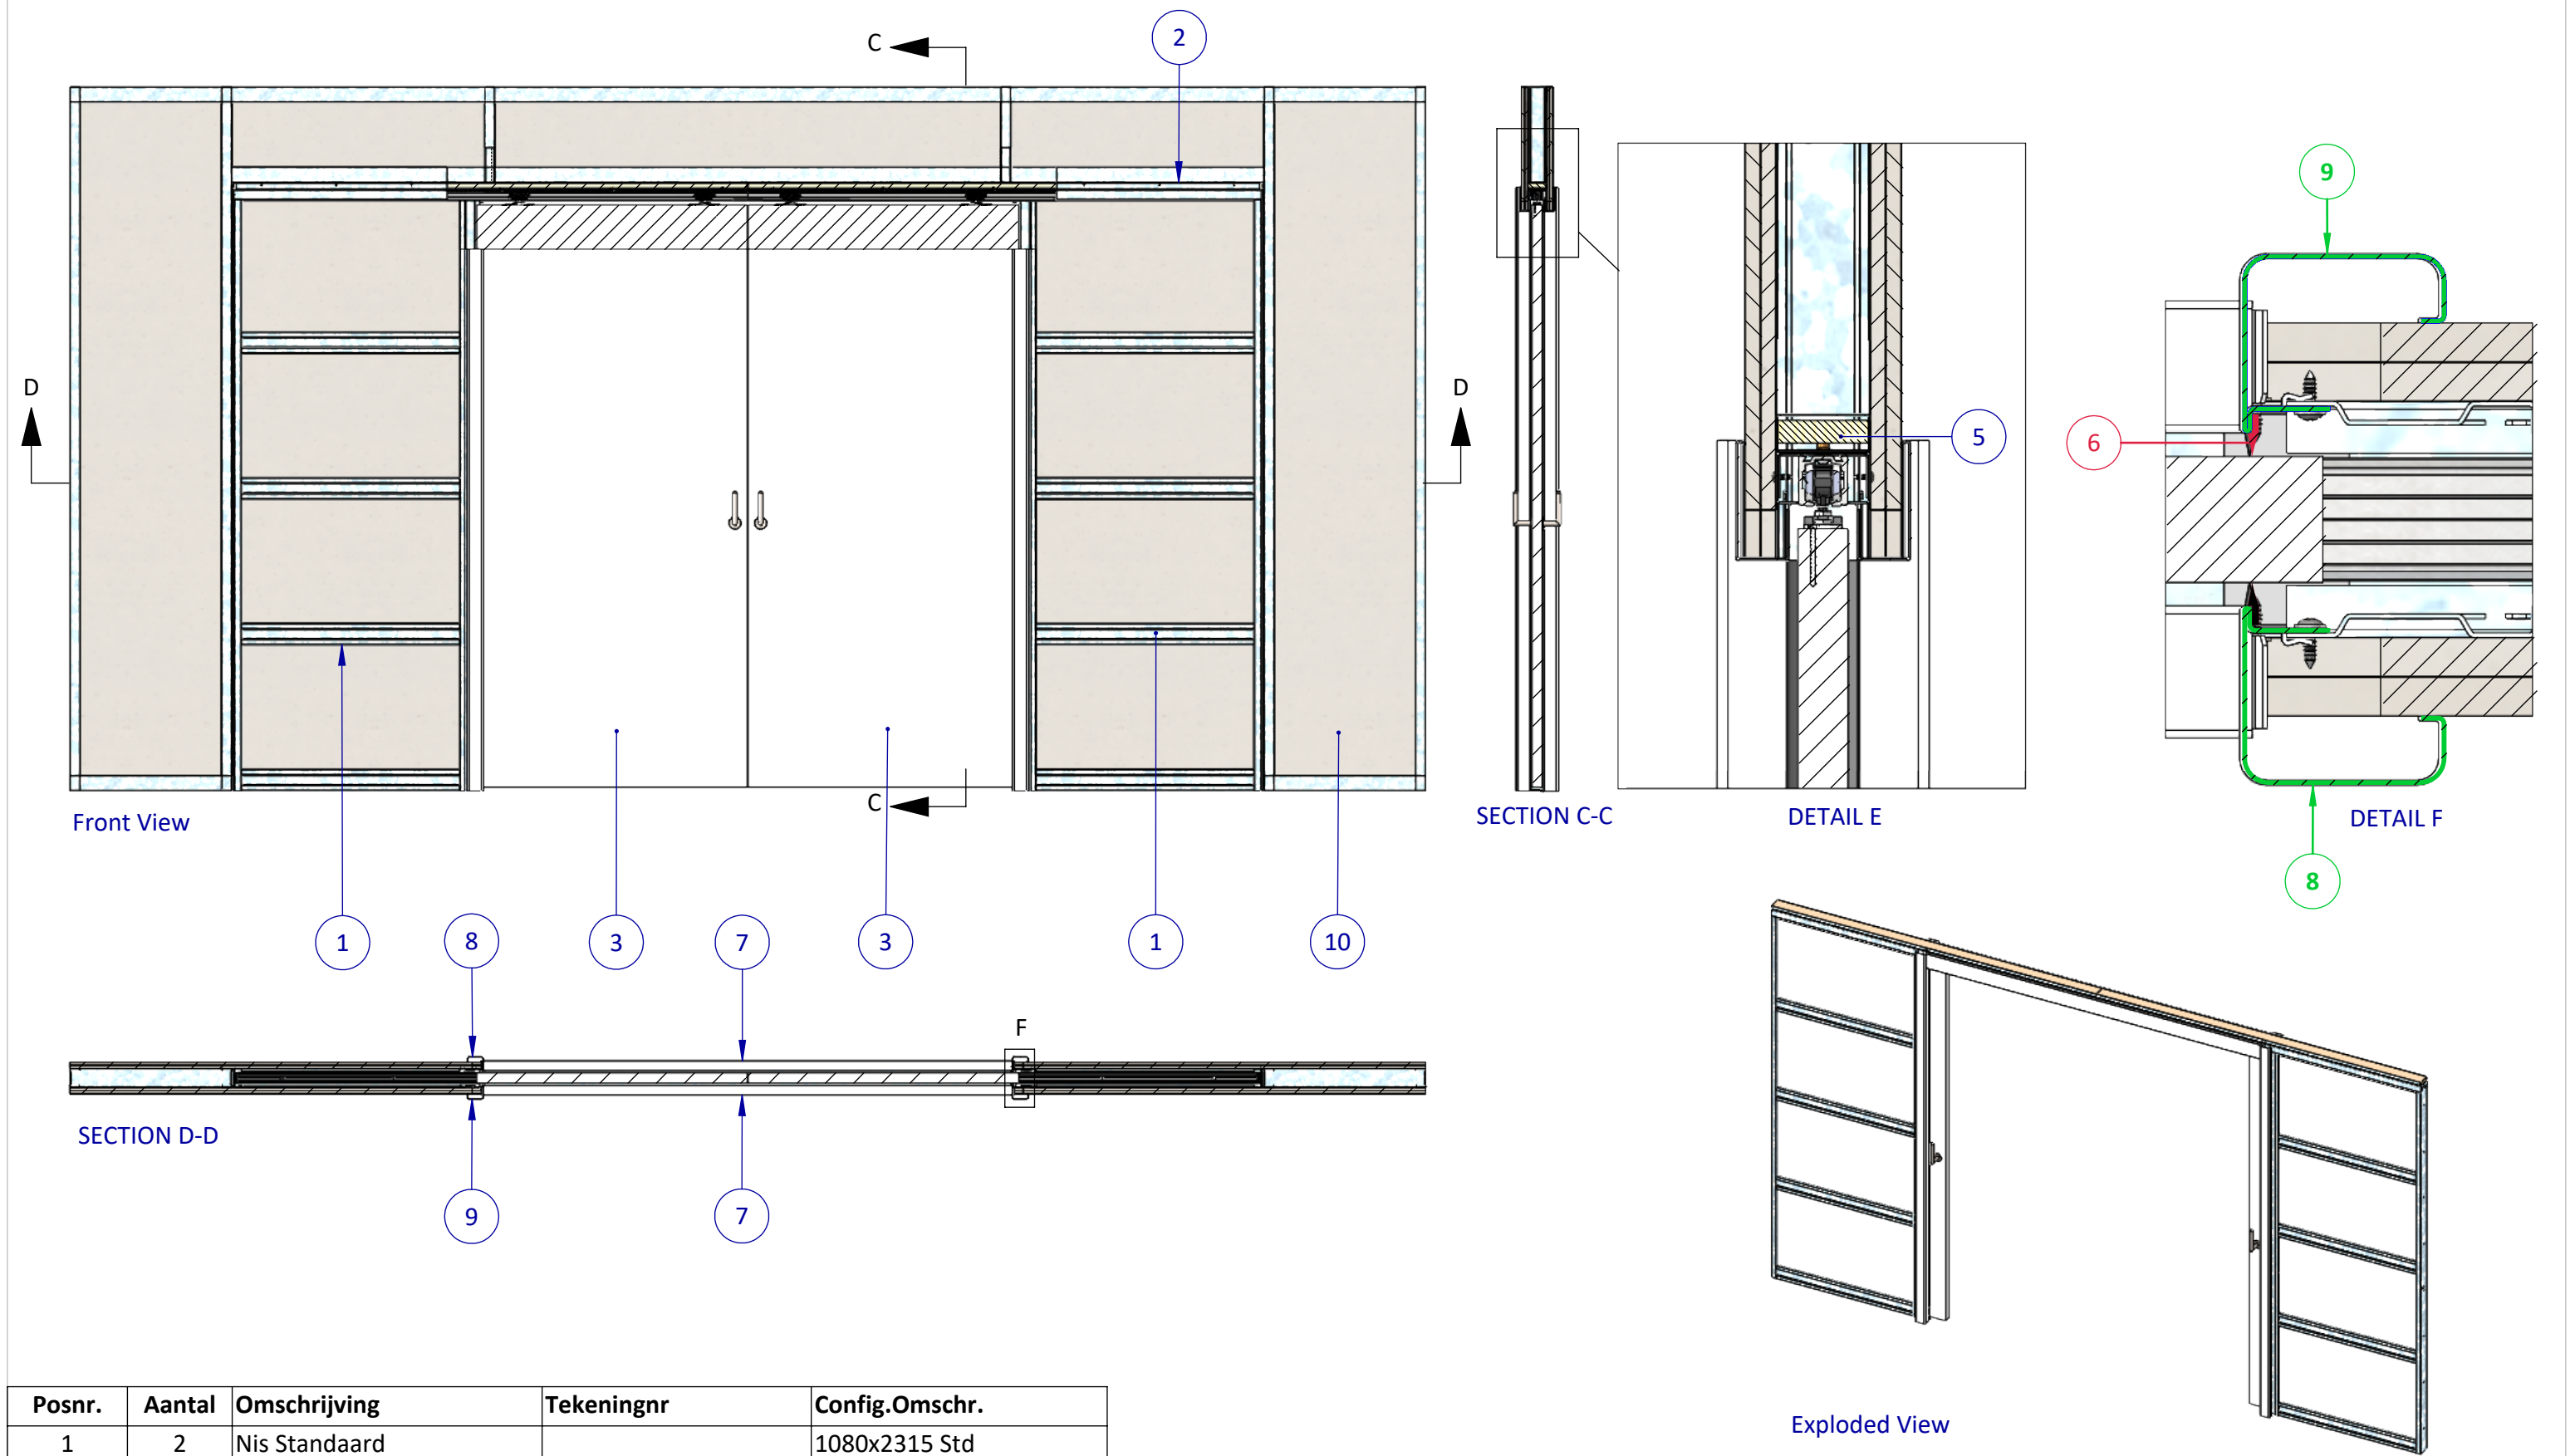 C
2
9
D
D
5
6
C
Front View
SECTION C-C
DETAIL E
DETAIL F
8
1
8
3
7
3
1
10
F
SECTION D-D
9
7
Exploded View
Posnr. Aantal Omschrijving Tekeningnr Config.Omschr.
1 2 Nis Standaard 1080x2315 Std